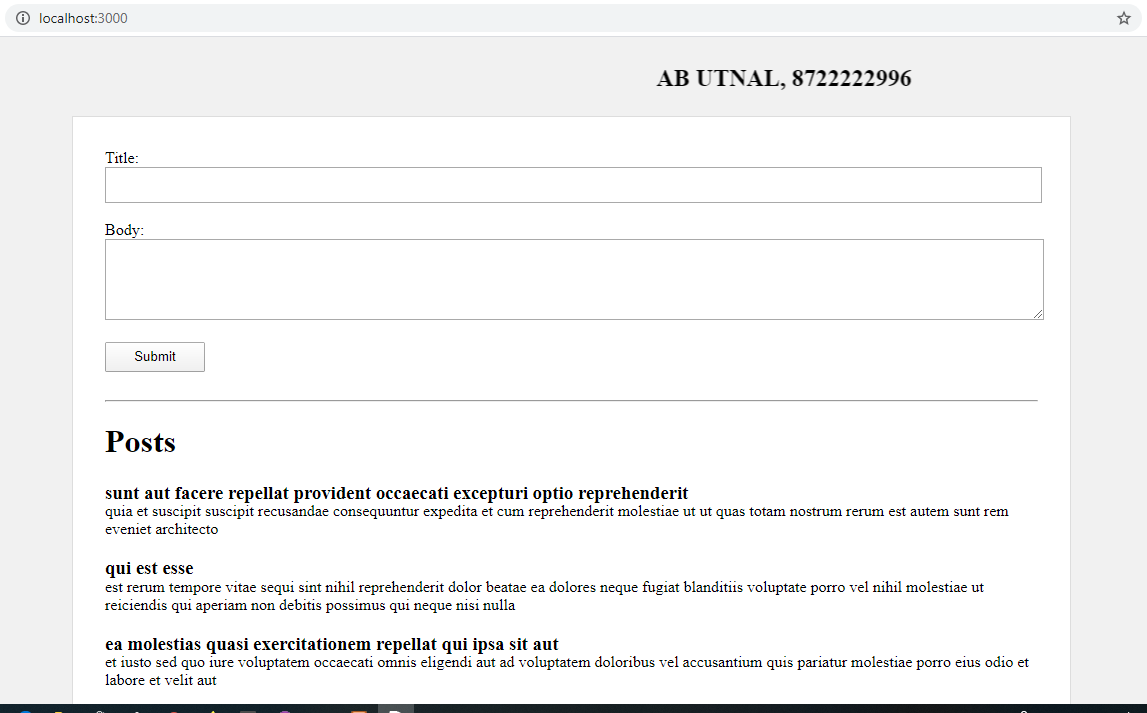 localhost:3000
AB UTNAL, 8722222996
Title:
Body:
Submit
Posts
sunt aut facere repellat provident occaecati excepturi optio reprehenderit
quia et suscipit suscipit recusandae consequuntur expedita et cum reprehenderit molestiae ut ut quas totam nostrum rerum est autem sunt rem
eveniet architecto
qui est esse
est rerum tempore vitae sequi sint nihil reprehenderit dolor beatae ea dolores neque fugiat blanditiis voluptate porro vel nihil molestiae ut
reiciendis qui aperiam non debitis possimus qui neque nisi nulla
ea molestias quasi exercitationem repellat qui ipsa sit aut
et iusto sed quo iure voluptatem occaecati omnis eligendi aut ad voluptatem doloribus vel accusantium quis pariatur molestiae porro eius odio et
labore et velit aut